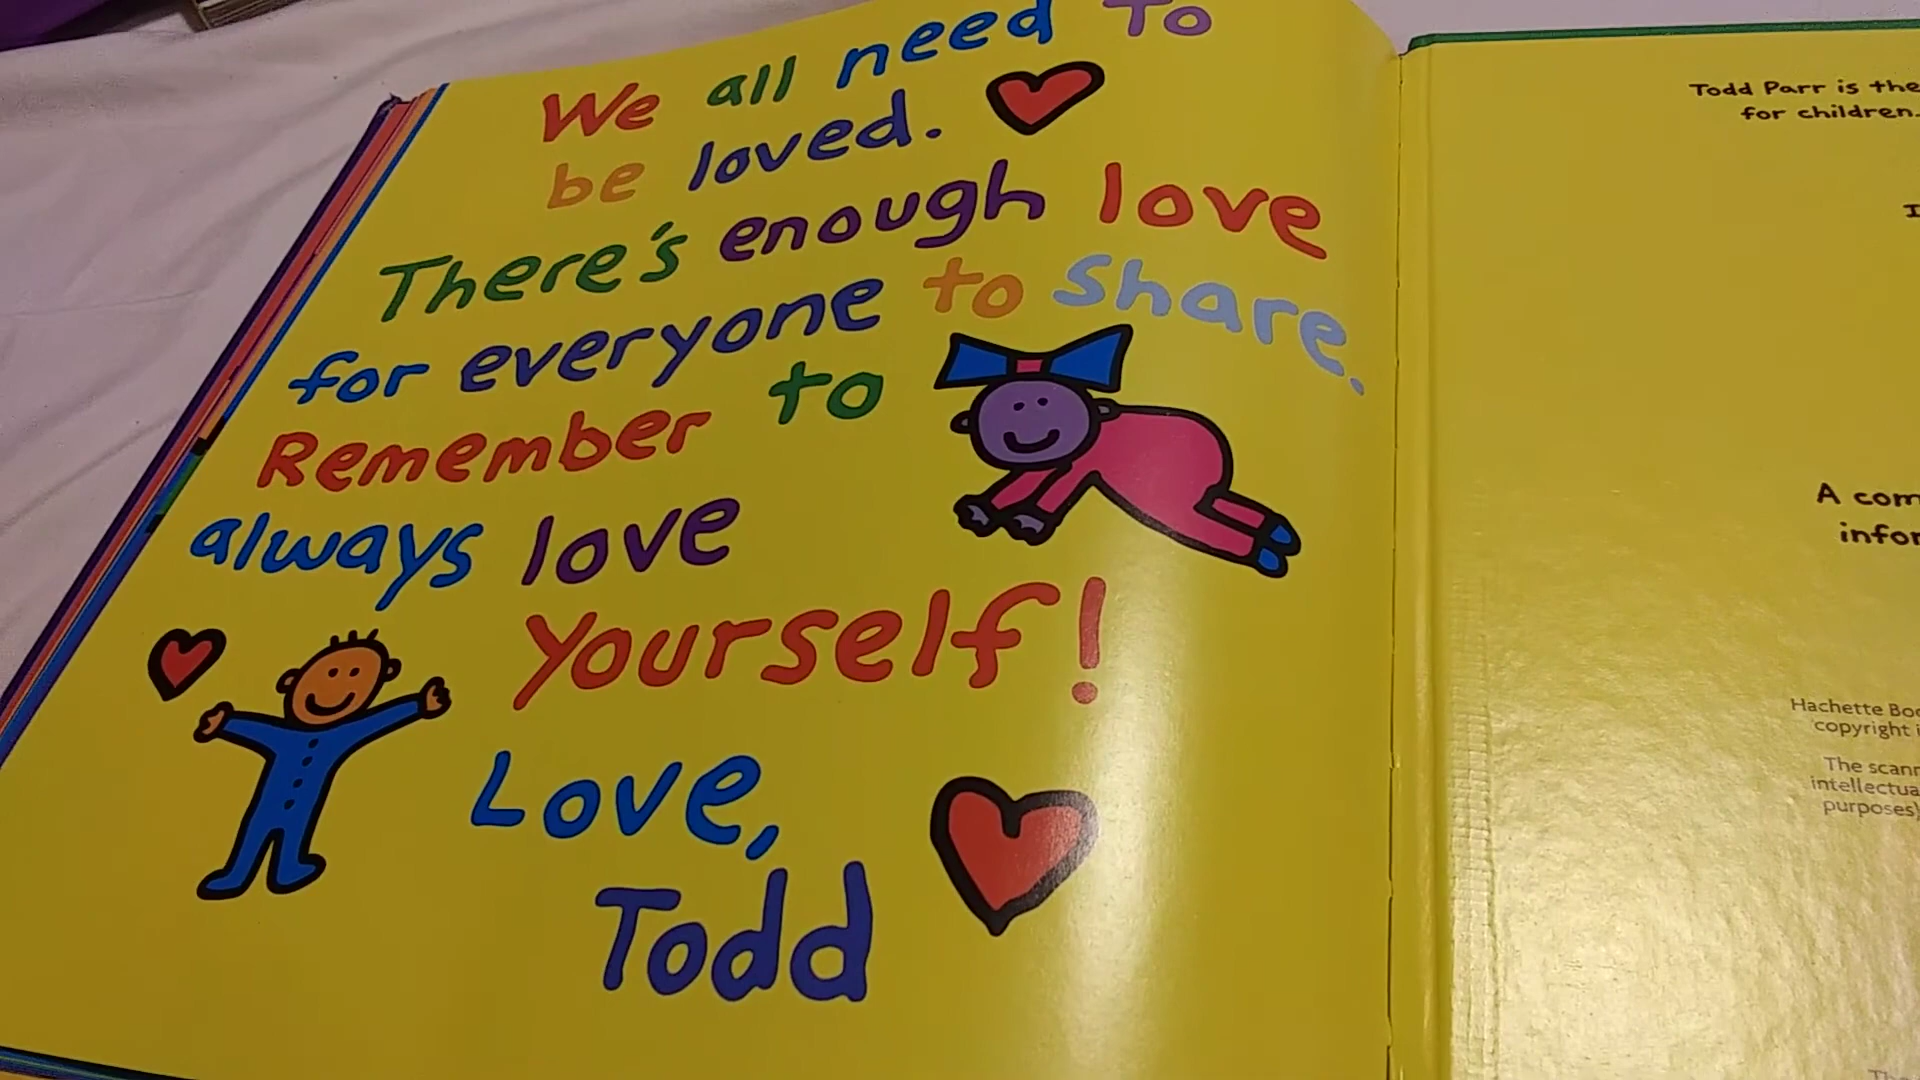 We all need to
be loved.
There's enough love
for everyone to share.
Remember to
always love
yourself!
Love,
Todd
Todd Parr is the
for children.
A com
infor
Hachette Boo
copyright i
The scann
intellectua
purposes)